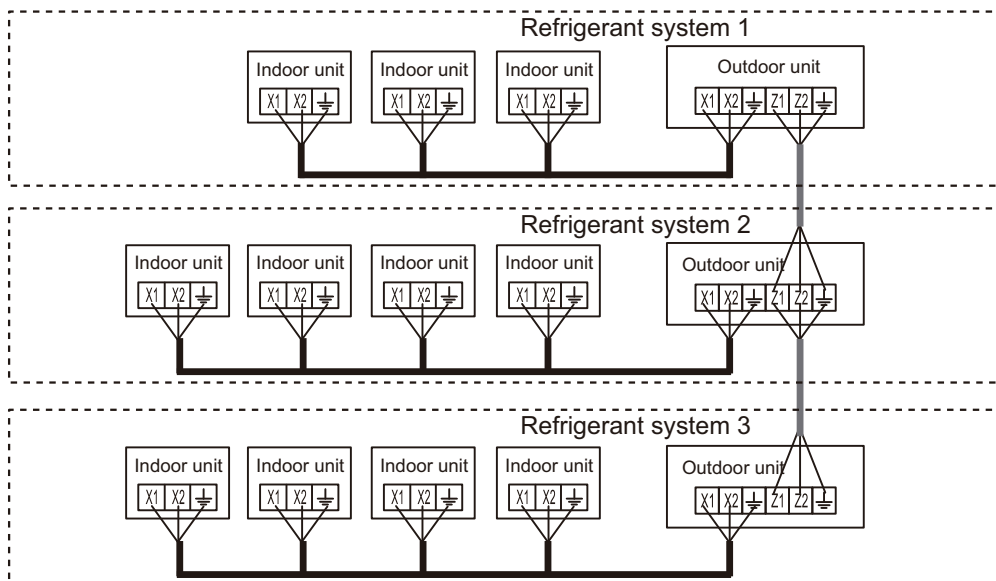 Refrigerant system 1
Indoor unit Indoor unit Indoor unit Outdoor unit
X1 X2 X1 X2 X1 X2 X1 X2 Z1 Z2
Refrigerant system 2
Indoor unit Indoor unit Indoor unit Indoor unit Outdoor unit
X1 X2 X1 X2 X1 X2 X1 X2 X1 X2 Z1 Z2
Refrigerant system 3
Indoor unit Indoor unit Indoor unit Indoor unit Outdoor unit
X1 X2 X1 X2 X1 X2 X1 X2 X1 X2 Z1 Z2